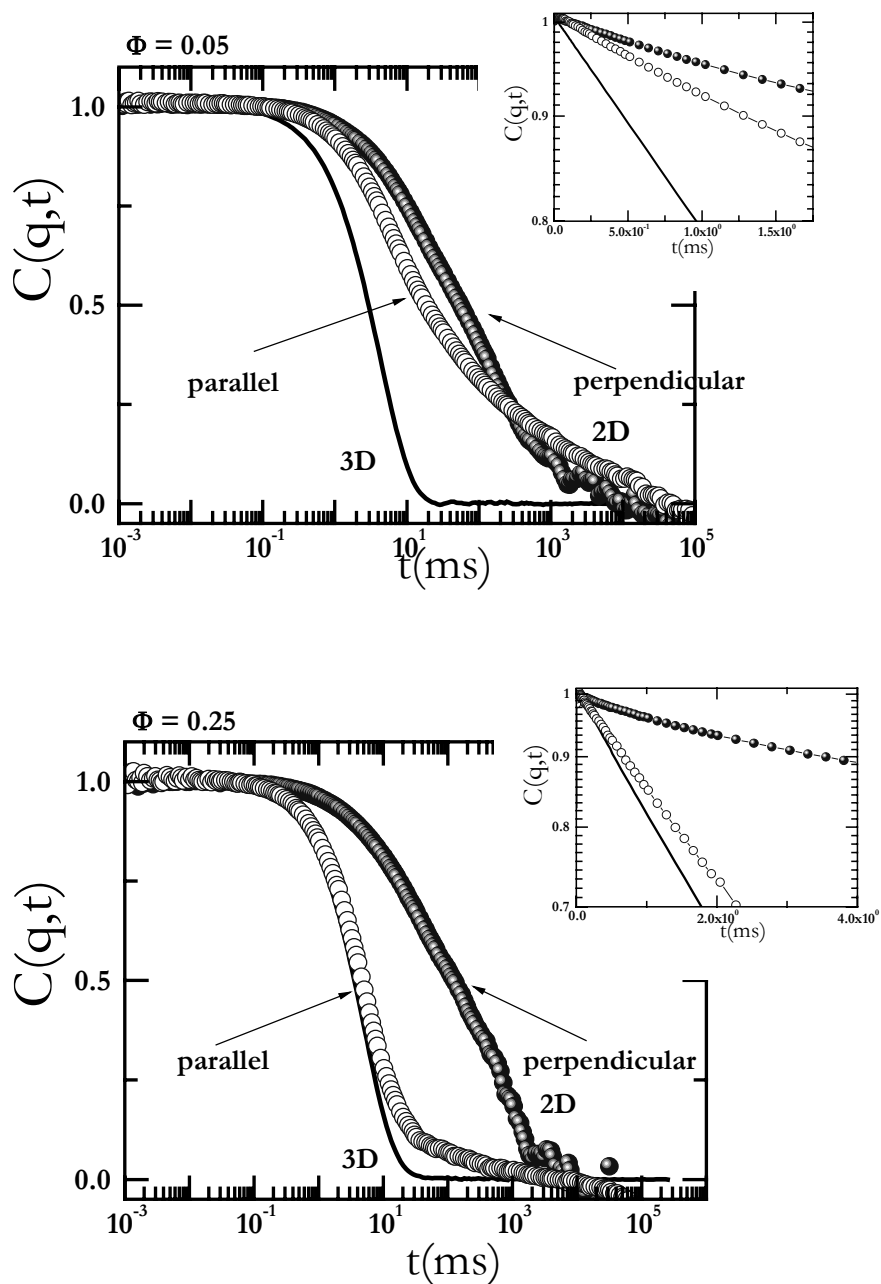 Φ = 0.05
1.0
0.5
0.0
C(q,t)
parallel
perpendicular
3D
2D
10⁻³ 10⁻¹ 10¹ 10³ 10⁵
t(ms)
1
0.9
0.8
C(q,t)
0.0 5.0x10⁻¹ 1.0x10⁰ 1.5x10⁰
t(ms)
Φ = 0.25
1.0
0.5
0.0
C(q,t)
parallel
perpendicular
2D
3D
10⁻³ 10⁻¹ 10¹ 10³ 10⁵
t(ms)
1
0.9
0.8
0.7
C(q,t)
0.0 2.0x10⁰ 4.0x10⁰
t(ms)